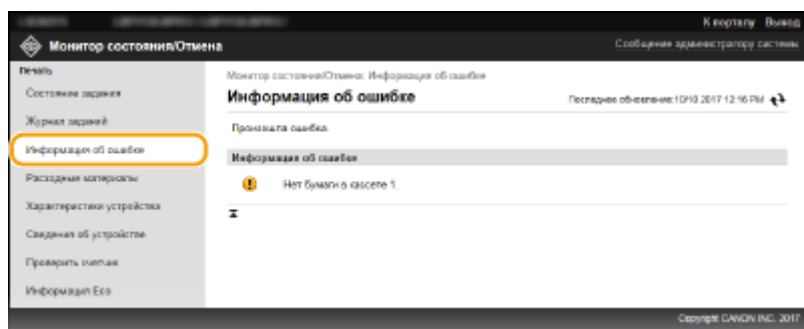 К порталу Выход
Монитор состояния/Отмена
Сообщение администратору системы
Печать
Состояние задания
Журнал заданий
Информация об ошибке
Расходные материалы
Характеристики устройства
Сведения об устройстве
Проверить счетчик
Информация Eco
Монитор состояния/Отмена: Информация об ошибке
Информация об ошибке
Последнее обновление: 10/10 2017 12:16 PM
Произошла ошибка.
Информация об ошибке
Нет бумаги в кассете 1.
Copyright CANON INC. 2017